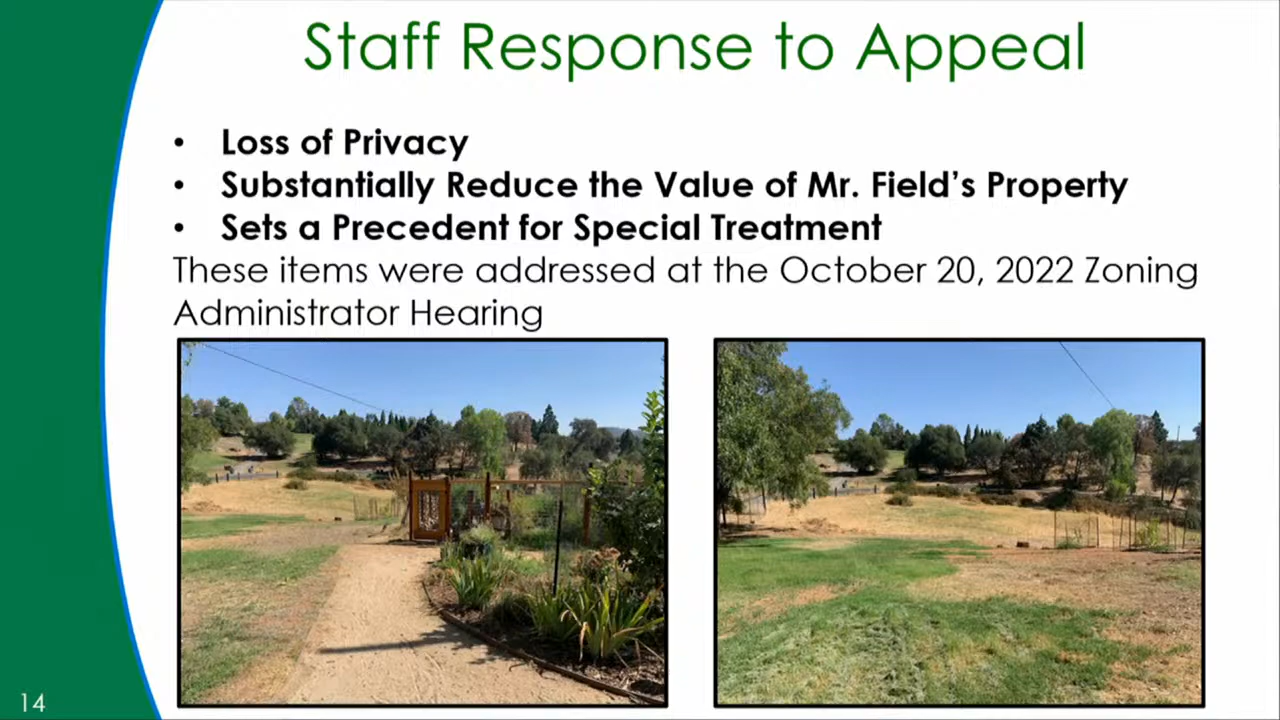 Staff Response to Appeal
• Loss of Privacy
• Substantially Reduce the Value of Mr. Field’s Property
• Sets a Precedent for Special Treatment
These items were addressed at the October 20, 2022 Zoning
Administrator Hearing
14